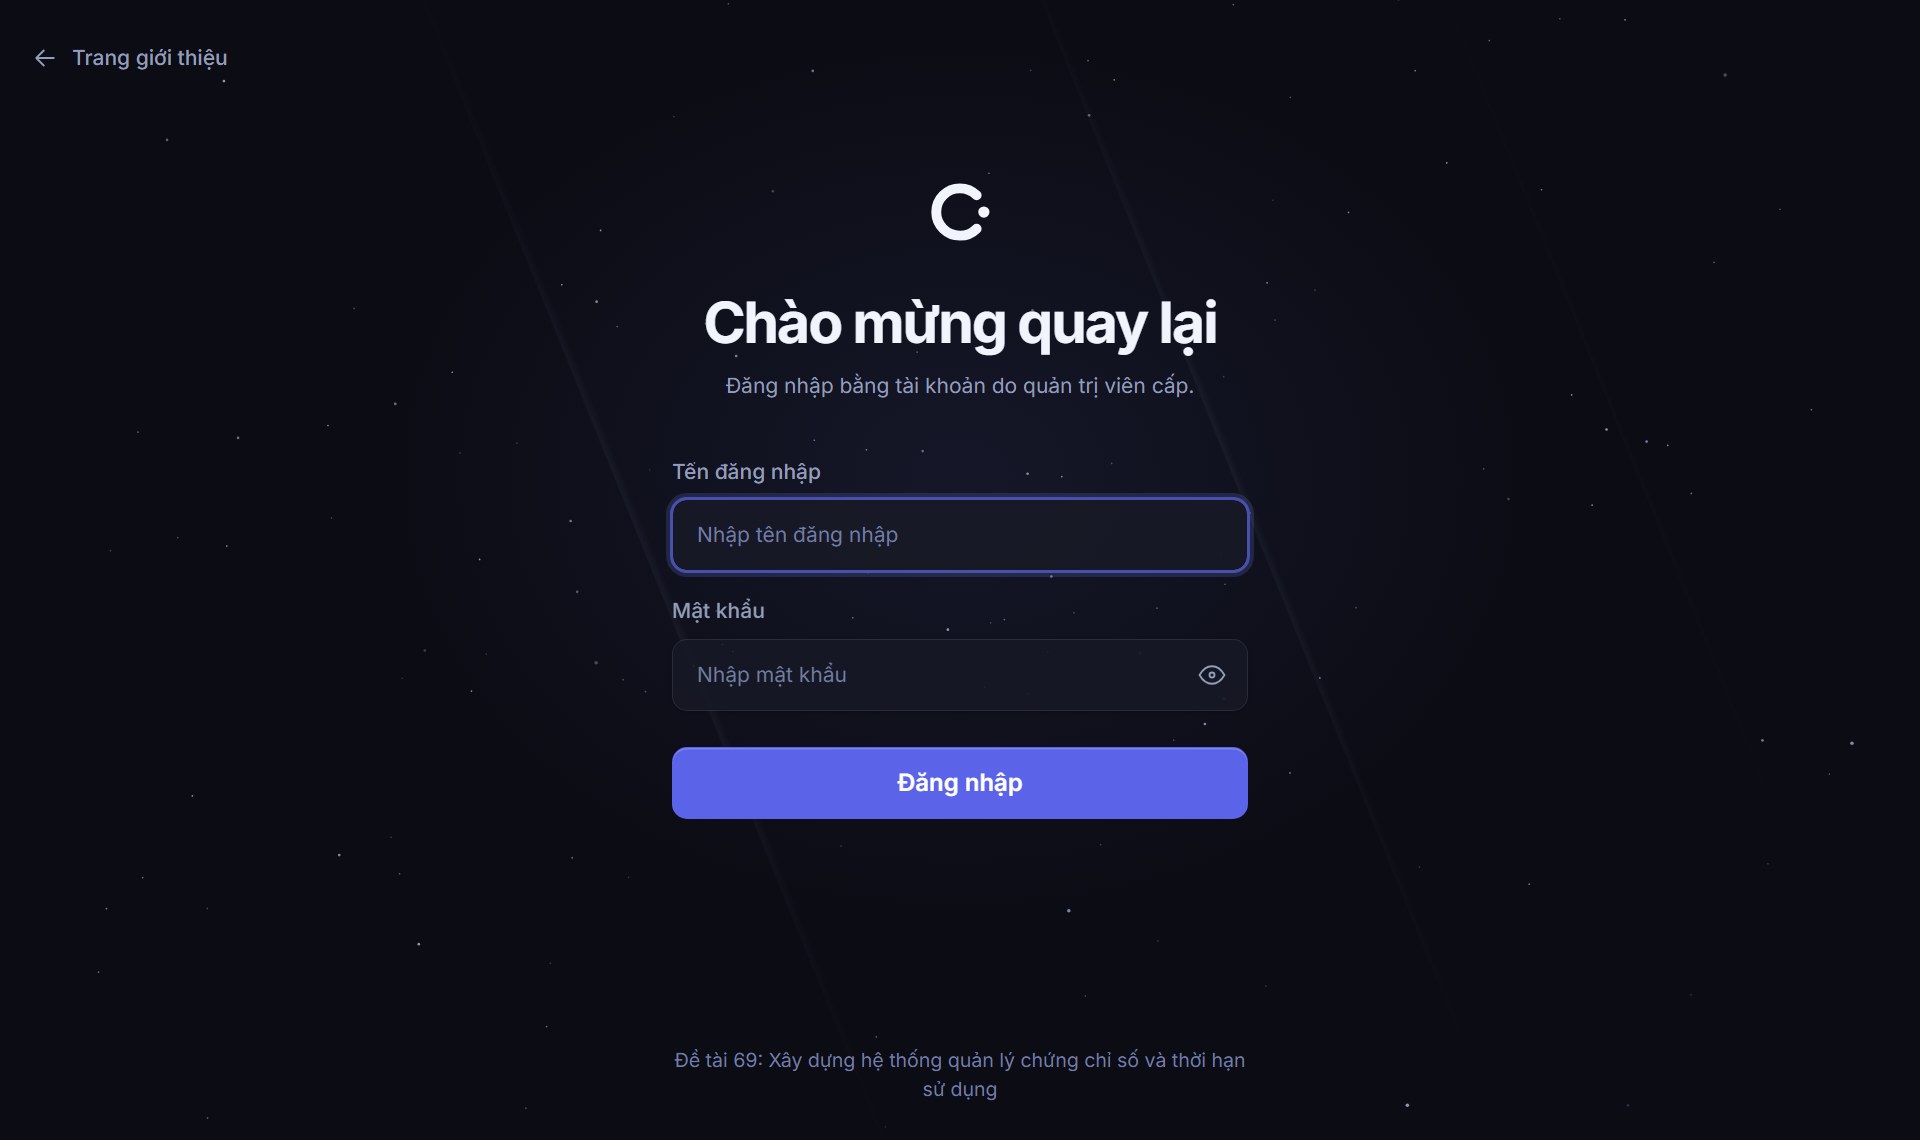 Trang giới thiệu
Chào mừng quay lại
Đăng nhập bằng tài khoản do quản trị viên cấp.
Tên đăng nhập
Nhập tên đăng nhập
Mật khẩu
Nhập mật khẩu
Đăng nhập
Đề tài 69: Xây dựng hệ thống quản lý chứng chỉ số và thời hạn
sử dụng